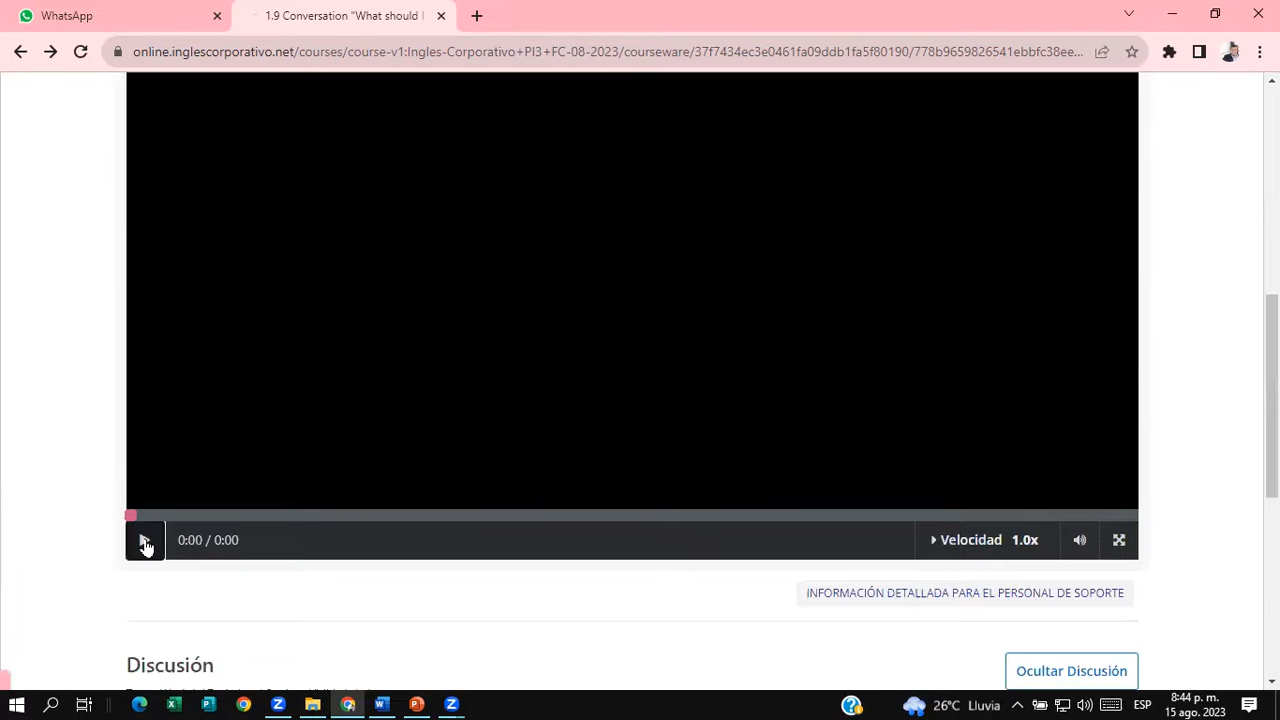 WhatsApp
1.9 Conversation "What should I
online.inglescorporativo.net/courses/course-v1:Ingles-Corporativo+PI3+FC-08-2023/courseware/37f7434ec3e0461fa09ddb1fa5f80190/778b9659826541ebbfc38ee...
0:00 / 0:00
Velocidad 1.0x
INFORMACIÓN DETALLADA PARA EL PERSONAL DE SOPORTE
Discusión
Ocultar Discusión
26°C Lluvia
ESP
8:44 p. m.
15 ago. 2023